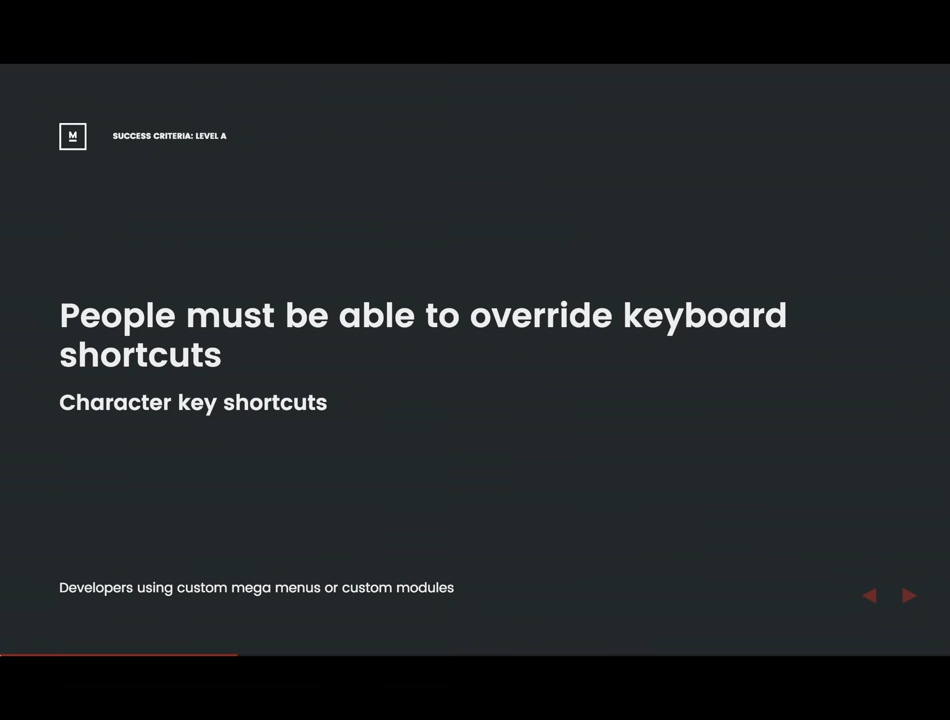 M
SUCCESS CRITERIA: LEVEL A
People must be able to override keyboard
shortcuts
Character key shortcuts
Developers using custom mega menus or custom modules